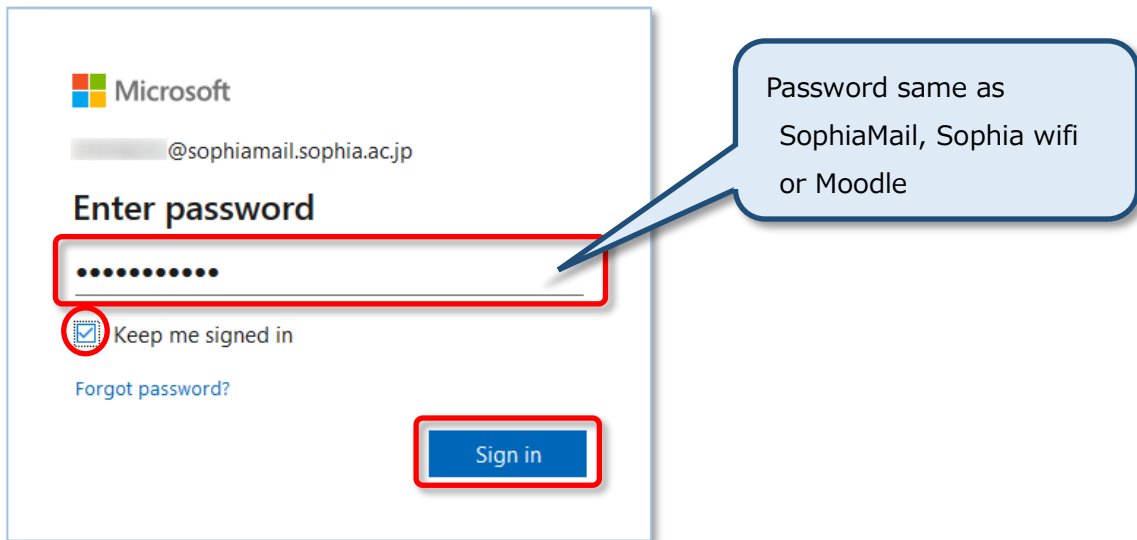 Microsoft
@sophiamail.sophia.ac.jp
Enter password
•••••••••••
Keep me signed in
Forgot password?
Sign in
Password same as
SophiaMail, Sophia wifi
or Moodle